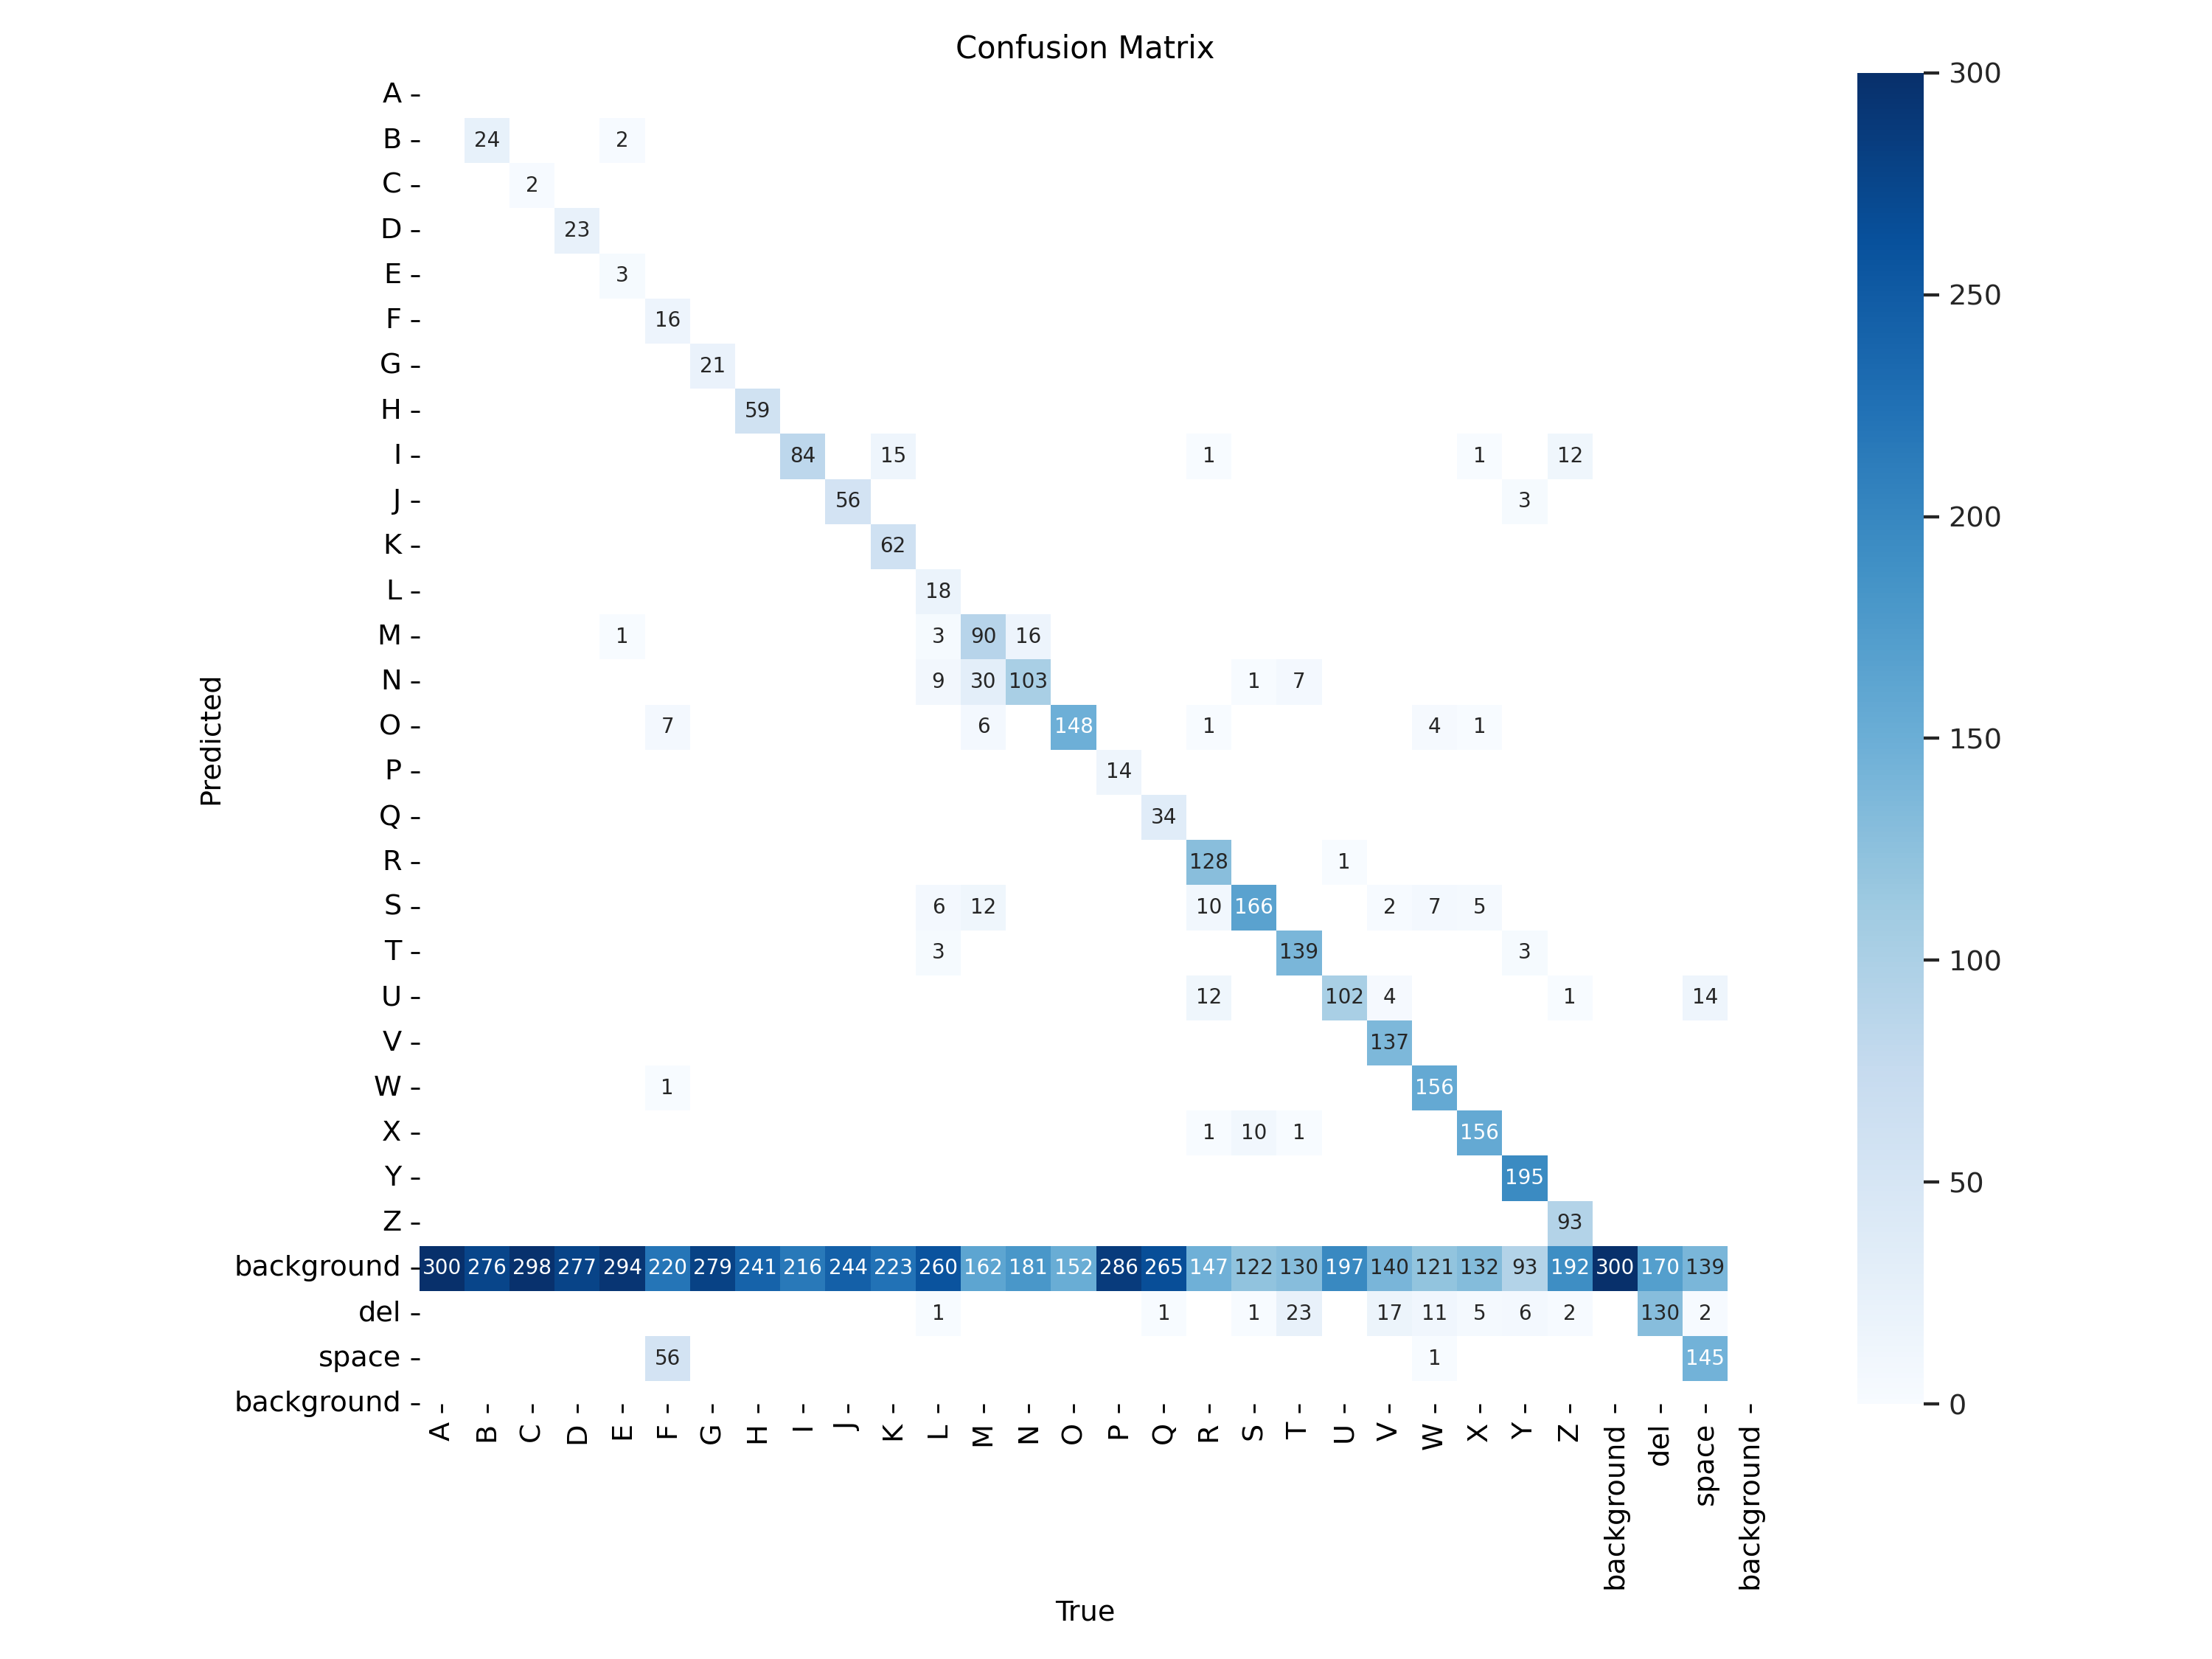 Confusion Matrix
A
B 24 2
C 2
D 23
E 3
F 16
G 21
H 59
I 84 15 1 1 12
J 56 3
K 62
L 18
M 1 3 90 16
N 9 30 103 1 7
O 7 6 148 1 4 1
P 14
Q 34
R 128 1
S 6 12 10 166 2 7 5
T 3 139 3
U 12 102 4 1 14
V 137
W 1 156
X 1 10 1 156
Y 195
Z 93
background 300 276 298 277 294 220 279 241 216 244 223 260 162 181 152 286 265 147 122 130 197 140 121 132 93 192 300 170 139
del 1 1 1 23 17 11 5 6 2 130 2
space 56 1 145
background
A B C D E F G H I J K L M N O P Q R S T U V W X Y Z background del space background
True
Predicted
300
250
200
150
100
50
0